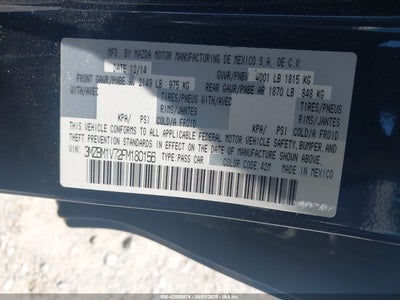 MFD. BY MAZDA MOTOR MANUFACTURING DE MEXICO S.A. DE C.V.
DATE 12/14 GVWR/PNBV 4001 LB 1815 KG
FRONT GAWR/PNBE AV 2149 LB 975 KG REAR GAWR/PNBE AR 1870 LB 848 KG
WITH/AVEC TIRES/PNEUS WITH/AVEC TIRES/PNEUS
RIMS/JANTES RIMS/JANTES
KPA/ PSI COLD/A FROID KPA/ PSI COLD/A FROID
THIS VEHICLE CONFORMS TO ALL APPLICABLE FEDERAL MOTOR VEHICLE SAFETY, BUMPER, AND THEFT PREVENTION STANDARDS IN EFFECT ON THE DATE OF MANUFACTURE SHOWN ABOVE.
VIN: 3MZBM1V72FM180156 TYPE: PASS CAR COLOR CODE: 42M MADE IN MEXICO